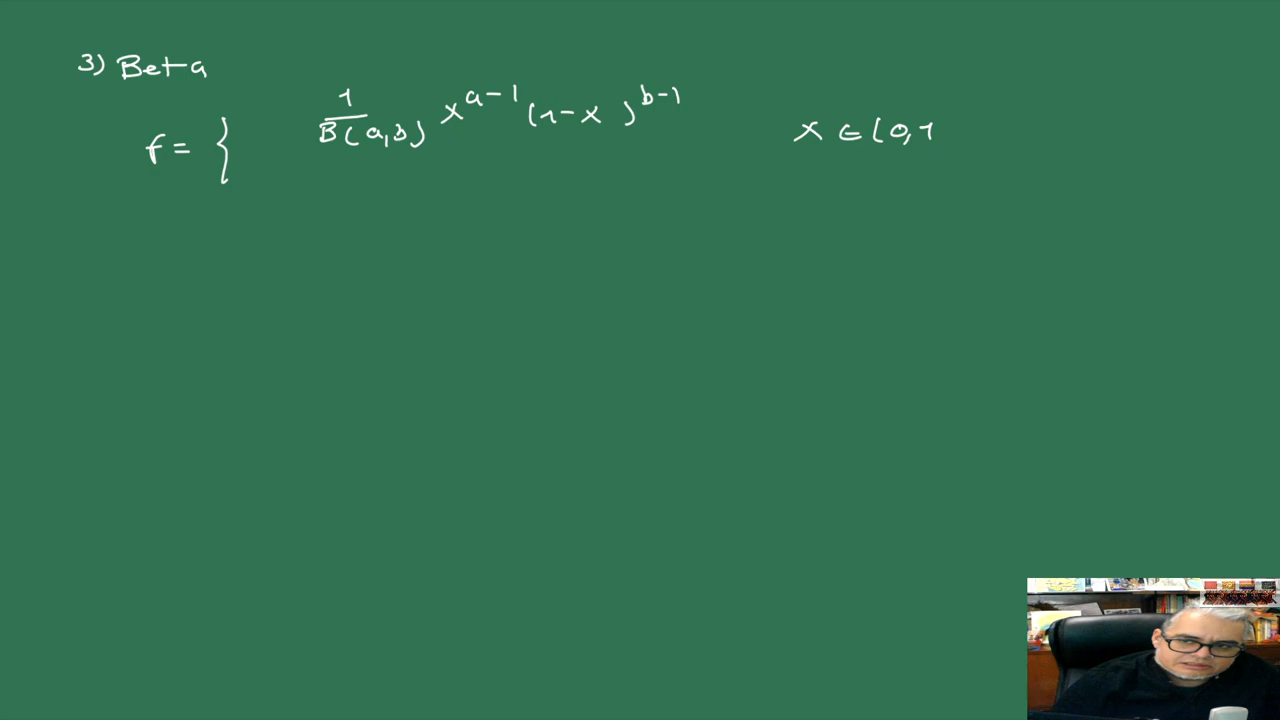 3) Beta
f = { 1/B(a,b) x^{a-1} (1-x)^{b-1} x ∈ (0,1